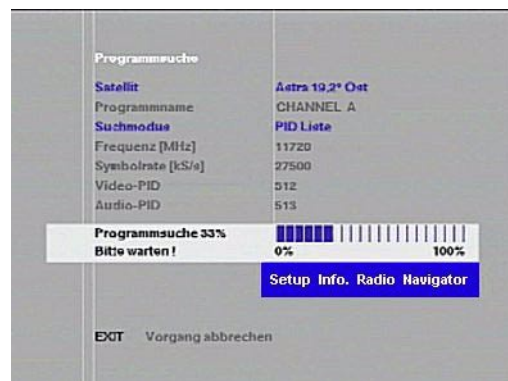 Programmsuche
Satellit Astra 19,2° Ost
Programmname CHANNEL A
Suchmodus PID Liste
Frequenz [MHz] 11720
Symbolrate [kS/s] 27500
Video-PID 512
Audio-PID 513
Programmsuche 33%
Bitte warten ! 0% 100%
Setup Info. Radio Navigator
EXIT Vorgang abbrechen